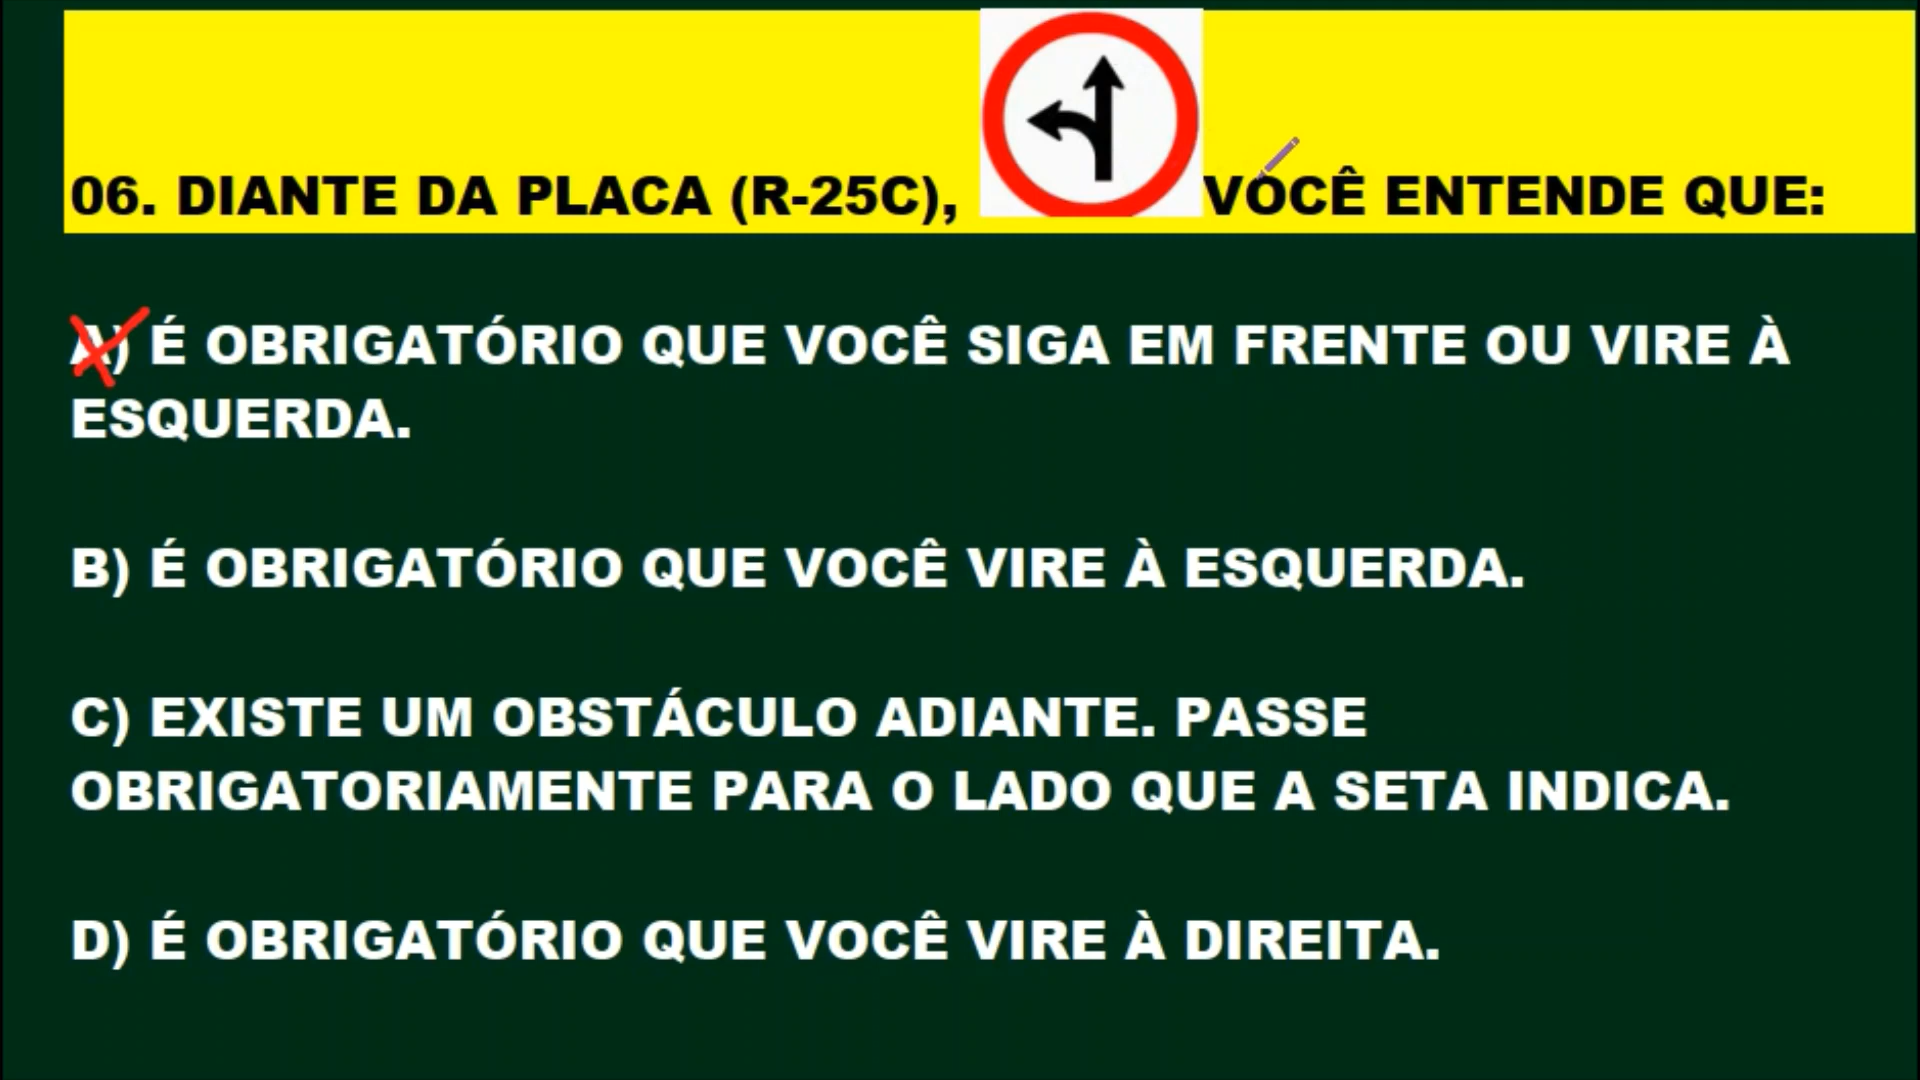 06. DIANTE DA PLACA (R-25C), VOCÊ ENTENDE QUE:
A) É OBRIGATÓRIO QUE VOCÊ SIGA EM FRENTE OU VIRE À
ESQUERDA.
B) É OBRIGATÓRIO QUE VOCÊ VIRE À ESQUERDA.
C) EXISTE UM OBSTÁCULO ADIANTE. PASSE
OBRIGATORIAMENTE PARA O LADO QUE A SETA INDICA.
D) É OBRIGATÓRIO QUE VOCÊ VIRE À DIREITA.